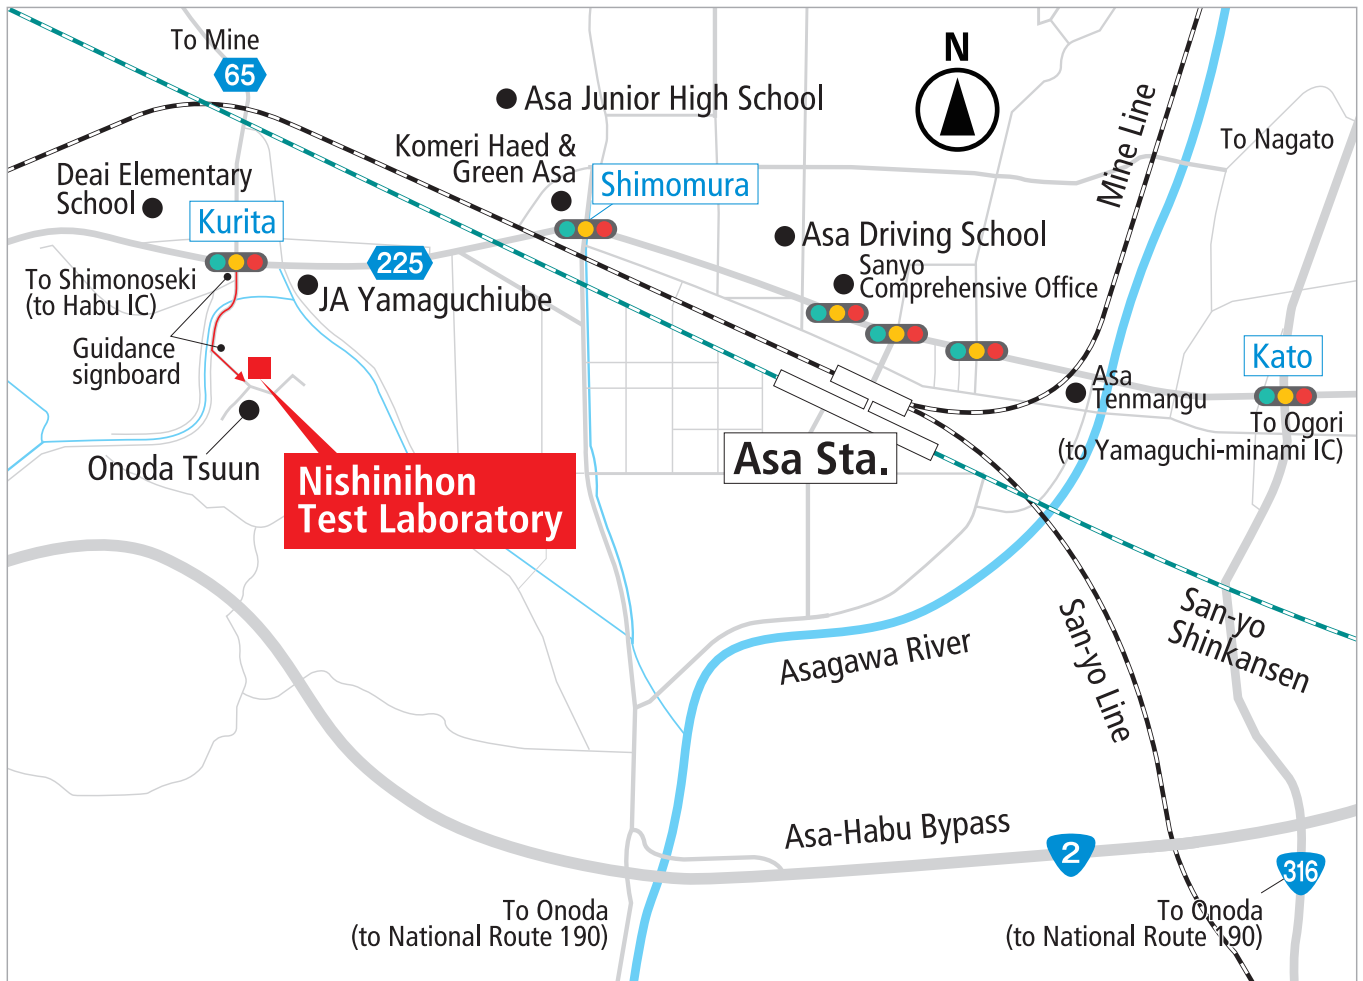 To Mine
65
N
Asa Junior High School
Mine Line
To Nagato
Komeri Haed &
Green Asa
Deai Elementary
School
Shimomura
Kurita
Asa Driving School
225
Sanyo
Comprehensive Office
To Shimonoseki
(to Habu IC)
JA Yamaguchiube
Guidance
signboard
Kato
Asa
Tenmangu
To Ogori
(to Yamaguchi-minami IC)
Asa Sta.
Onoda Tsuun
Nishinihon
Test Laboratory
San-yo
Shinkansen
San-yo Line
Asagawa River
Asa-Habu Bypass
2
316
To Onoda
(to National Route 190)
To Onoda
(to National Route 190)